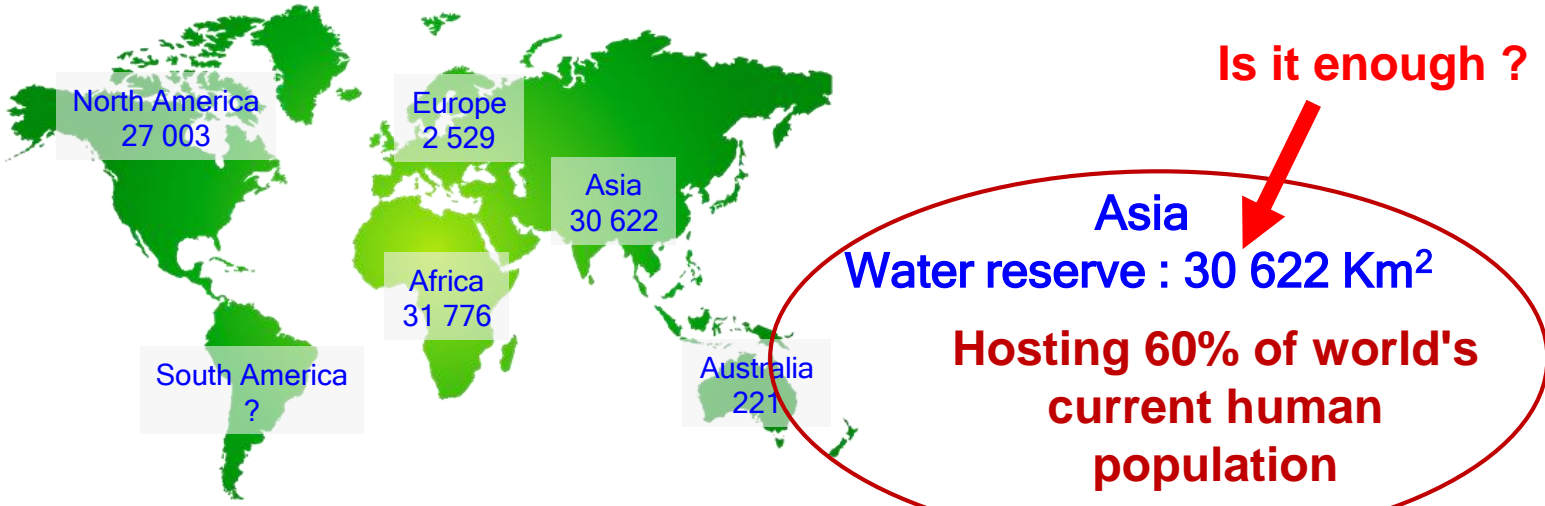 North America
27 003
Europe
2 529
Asia
30 622
Africa
31 776
South America
?
Australia
221
Is it enough ?
Asia
Water reserve : 30 622 Km²
Hosting 60% of world's
current human
population